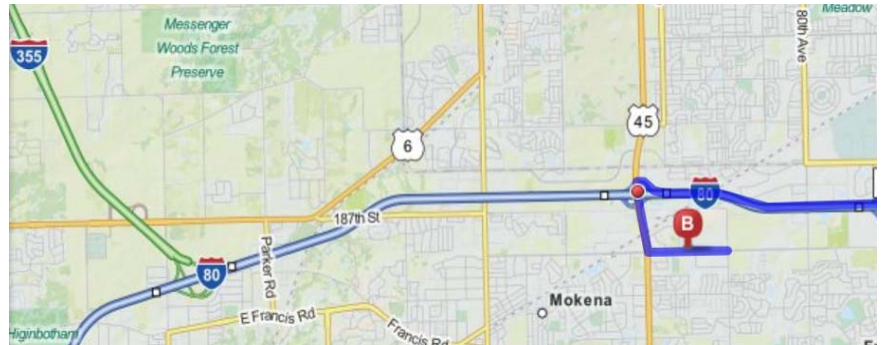 Messenger
Woods Forest
Preserve
Meadow
80th Ave
355
45
6
80
187th St
B
Parker Rd
80
Mokena
E Francis Rd
Francis Rd
Higinbotham